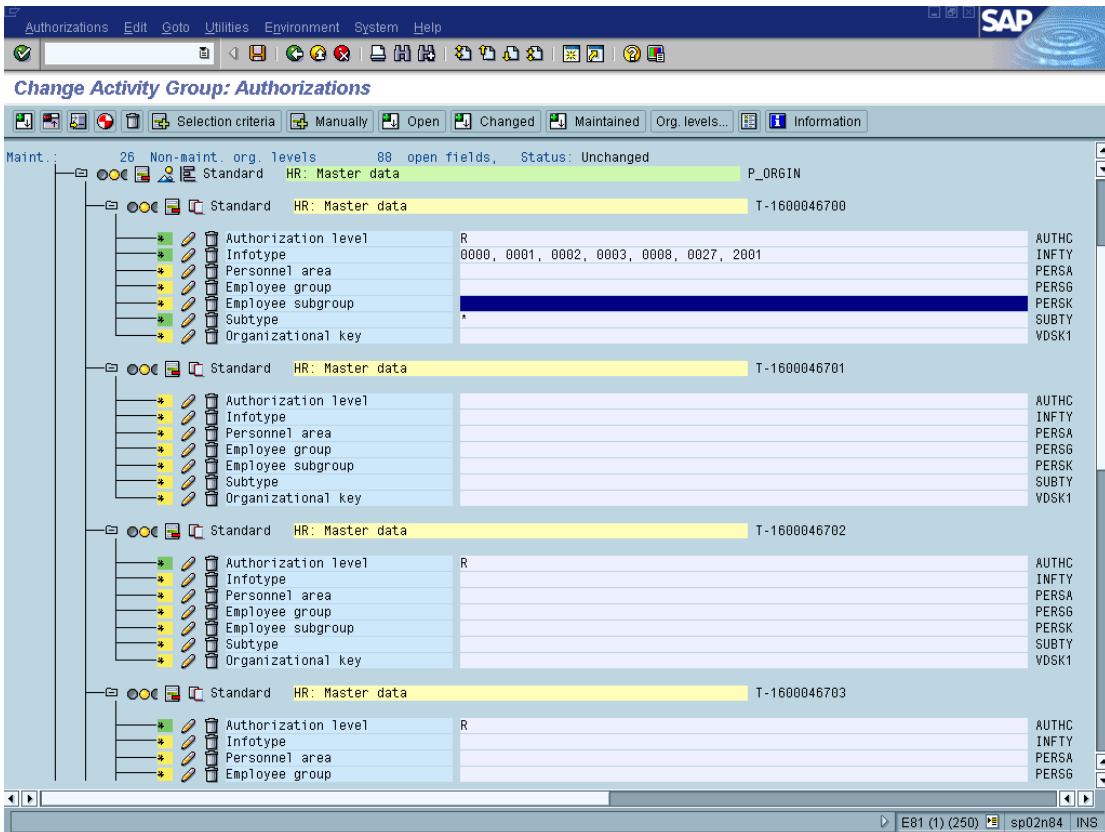 Authorizations Edit Goto Utilities Environment System Help
SAP
Change Activity Group: Authorizations
Selection criteria Manually Open Changed Maintained Org. levels... Information
Maint.: 26 Non-maint. org. levels 88 open fields, Status: Unchanged
Standard HR: Master data P_ORGIN
Standard HR: Master data T-1600046700
Authorization level R AUTHC
Infotype 0000, 0001, 0002, 0003, 0008, 0027, 2001 INFTY
Personnel area PERSA
Employee group PERSG
Employee subgroup PERSK
Subtype * SUBTY
Organizational key VDSK1
Standard HR: Master data T-1600046701
Authorization level AUTHC
Infotype INFTY
Personnel area PERSA
Employee group PERSG
Employee subgroup PERSK
Subtype SUBTY
Organizational key VDSK1
Standard HR: Master data T-1600046702
Authorization level R AUTHC
Infotype INFTY
Personnel area PERSA
Employee group PERSG
Employee subgroup PERSK
Subtype SUBTY
Organizational key VDSK1
Standard HR: Master data T-1600046703
Authorization level R AUTHC
Infotype INFTY
Personnel area PERSA
Employee group PERSG
E81 (1) (250) sp02n84 INS